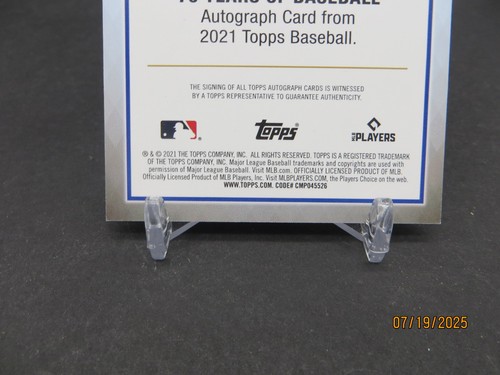 70 YEARS OF BASEBALL
Autograph Card from
2021 Topps Baseball.
THE SIGNING OF ALL TOPPS AUTOGRAPH CARDS IS WITNESSED
BY A TOPPS REPRESENTATIVE TO GUARANTEE AUTHENTICITY.
Topps
PLAYERS
® & © 2021 THE TOPPS COMPANY, INC. ALL RIGHTS RESERVED. TOPPS IS A REGISTERED TRADEMARK
OF THE TOPPS COMPANY, INC. Major League Baseball trademarks and copyrights are used with
permission of Major League Baseball. Visit MLB.com. OFFICIALLY LICENSED PRODUCT OF MLB.
Officially Licensed Product of MLB Players, Inc. Visit MLBPLAYERS.COM, the Players Choice on the web.
WWW.TOPPS.COM. CODE# CMP045526
07/19/2025